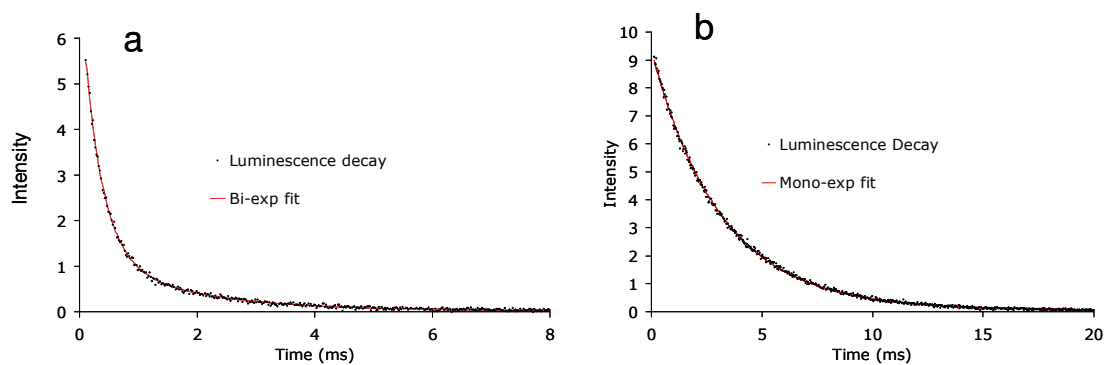 a
6
5
4
3
2
1
0
Intensity
Luminescence decay
Bi-exp fit
0 2 4 6 8
Time (ms)
b
10
9
8
7
6
5
4
3
2
1
0
Intensity
Luminescence Decay
Mono-exp fit
0 5 10 15 20
Time (ms)